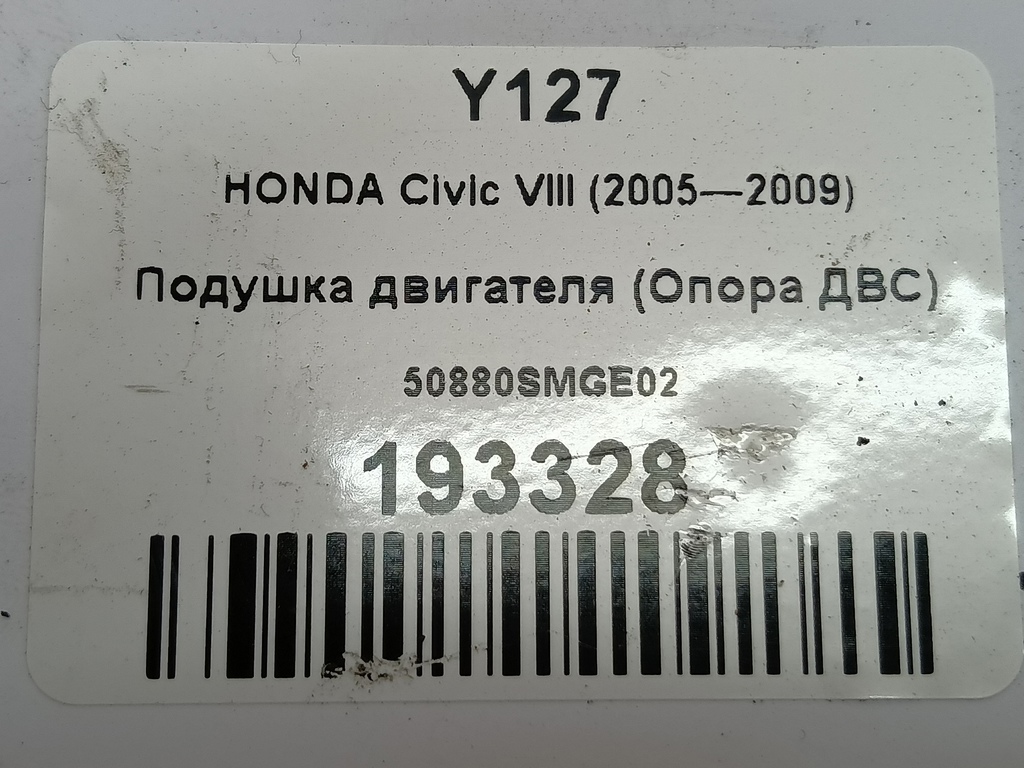 Y127
HONDA Civic VIII (2005—2009)
Подушка двигателя (Опора ДВС)
50880SMGE02
193328